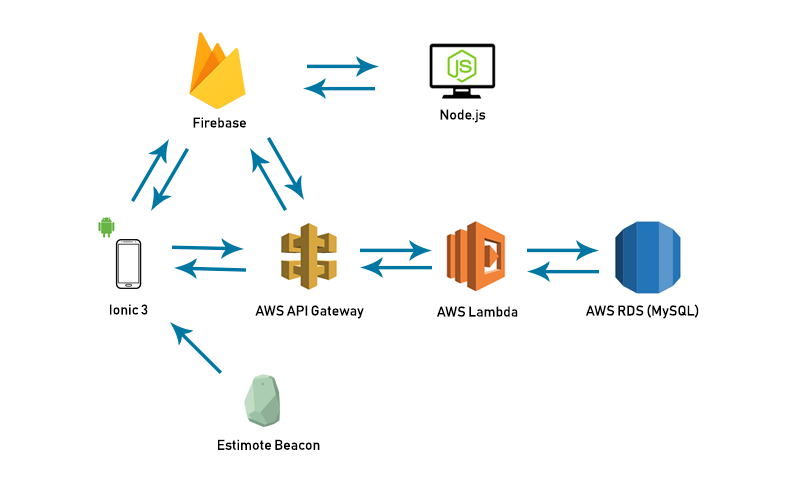 JS
Firebase
Node.js
Ionic 3
AWS API Gateway
AWS Lambda
AWS RDS (MySQL)
Estimote Beacon